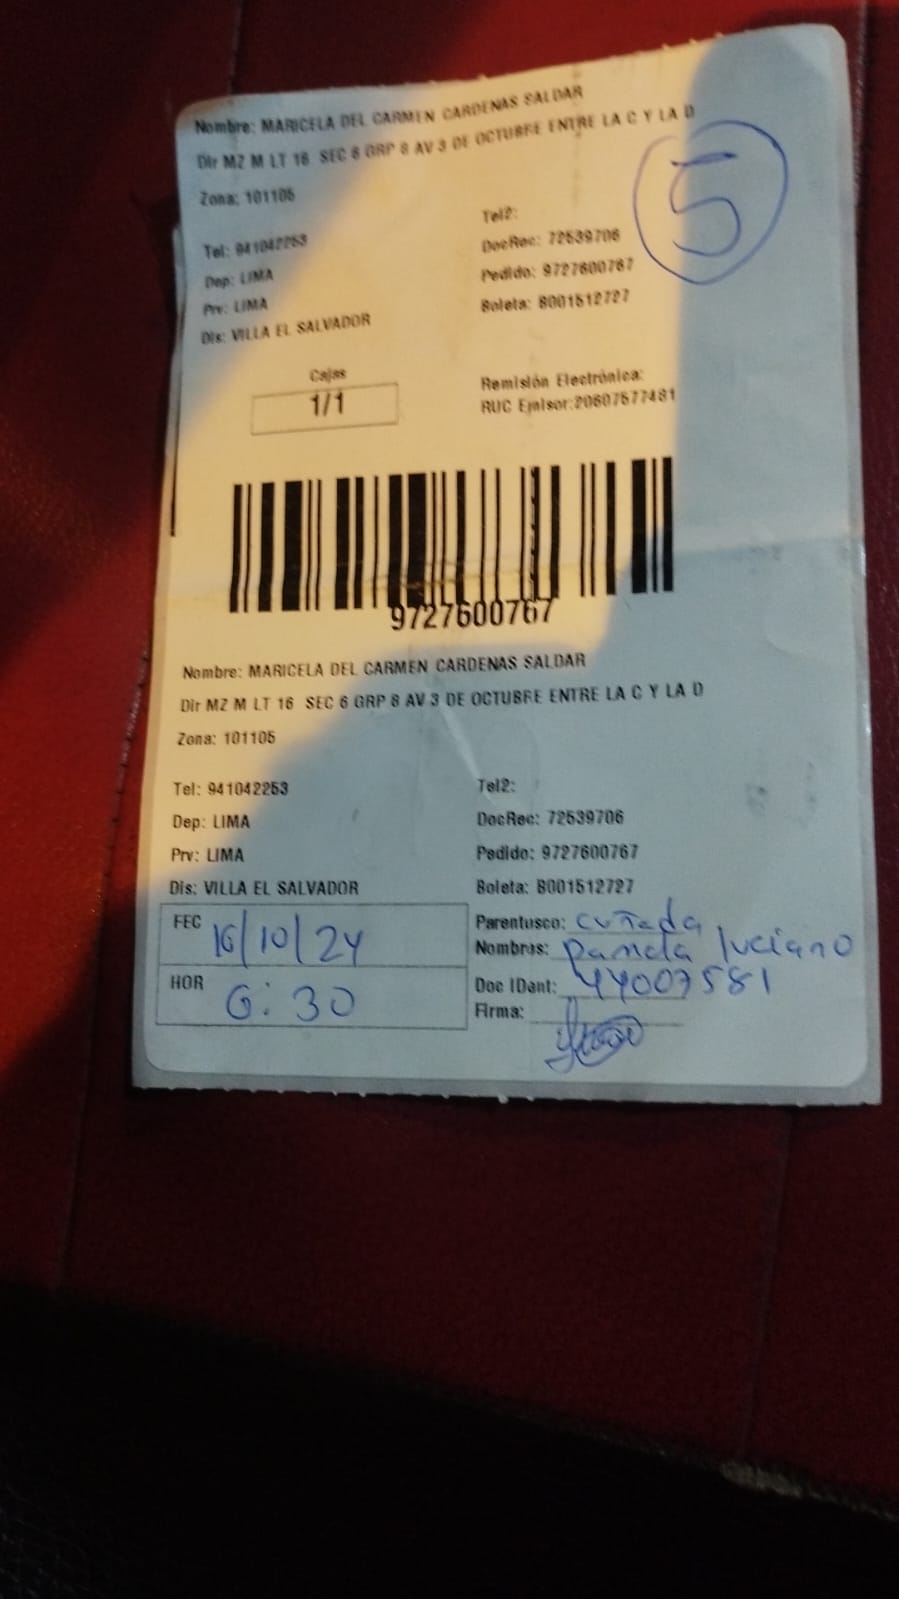 Nombre: MARICELA DEL CARMEN CARDENAS SALDAR
Dir MZ M LT 16 SEC 6 GRP 8 AV 3 DE OCTUBRE ENTRE LA C Y LA D
5
Zona: 101105
Tel: 941042253 Tel2:
Dep: LIMA DocRec: 72539706
Prv: LIMA Pedido: 9727600767
Dis: VILLA EL SALVADOR Boleta: B001512727
Cajas
1/1
Remisión Electrónica:
RUC Emisor:20607577481
9727600767
Nombre: MARICELA DEL CARMEN CARDENAS SALDAR
Dir MZ M LT 16 SEC 6 GRP 8 AV 3 DE OCTUBRE ENTRE LA C Y LA D
Zona: 101105
Tel: 941042253 Tel2:
Dep: LIMA DocRec: 72539706
Prv: LIMA Pedido: 9727600767
Dis: VILLA EL SALVADOR Boleta: B001512727
FEC 16/10/24
HOR 6:30
Parentusco: cuñada
Nombres: Pamela luciano
Doc IDent: 44007581
Firma: